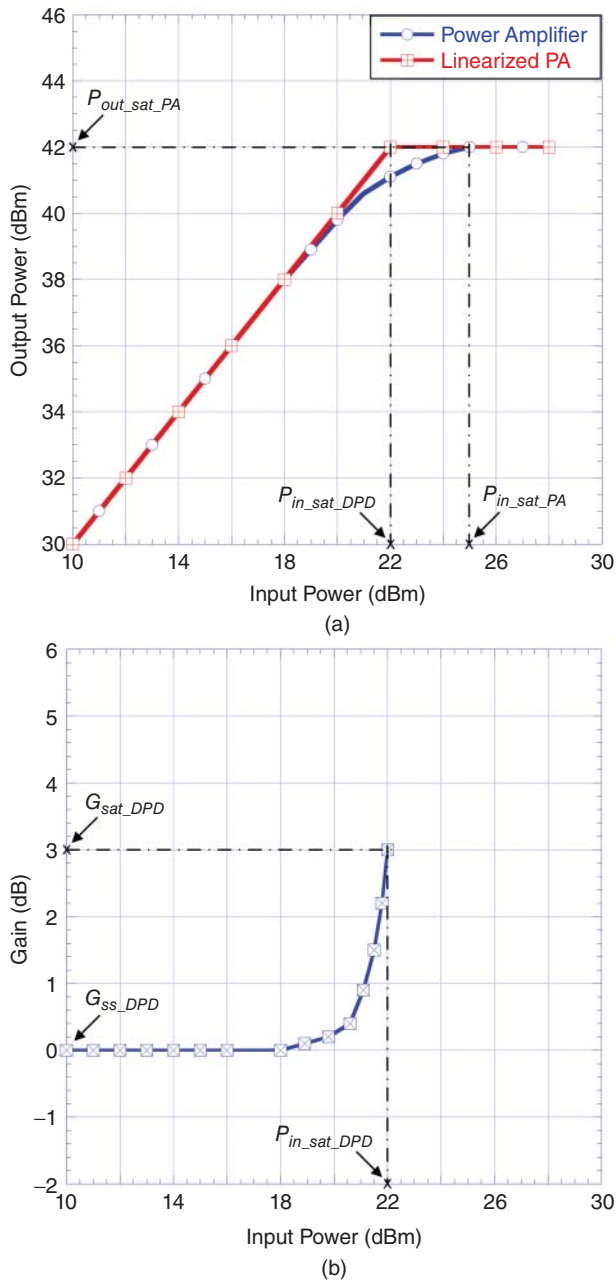 46
44
42
40
38
36
34
32
30
Output Power (dBm)
Power Amplifier
Linearized PA
P_out_sat_PA
P_in_sat_DPD
P_in_sat_PA
10 14 18 22 26 30
Input Power (dBm)
(a)
6
5
4
3
2
1
0
−1
−2
Gain (dB)
G_sat_DPD
G_ss_DPD
P_in_sat_DPD
10 14 18 22 26 30
Input Power (dBm)
(b)